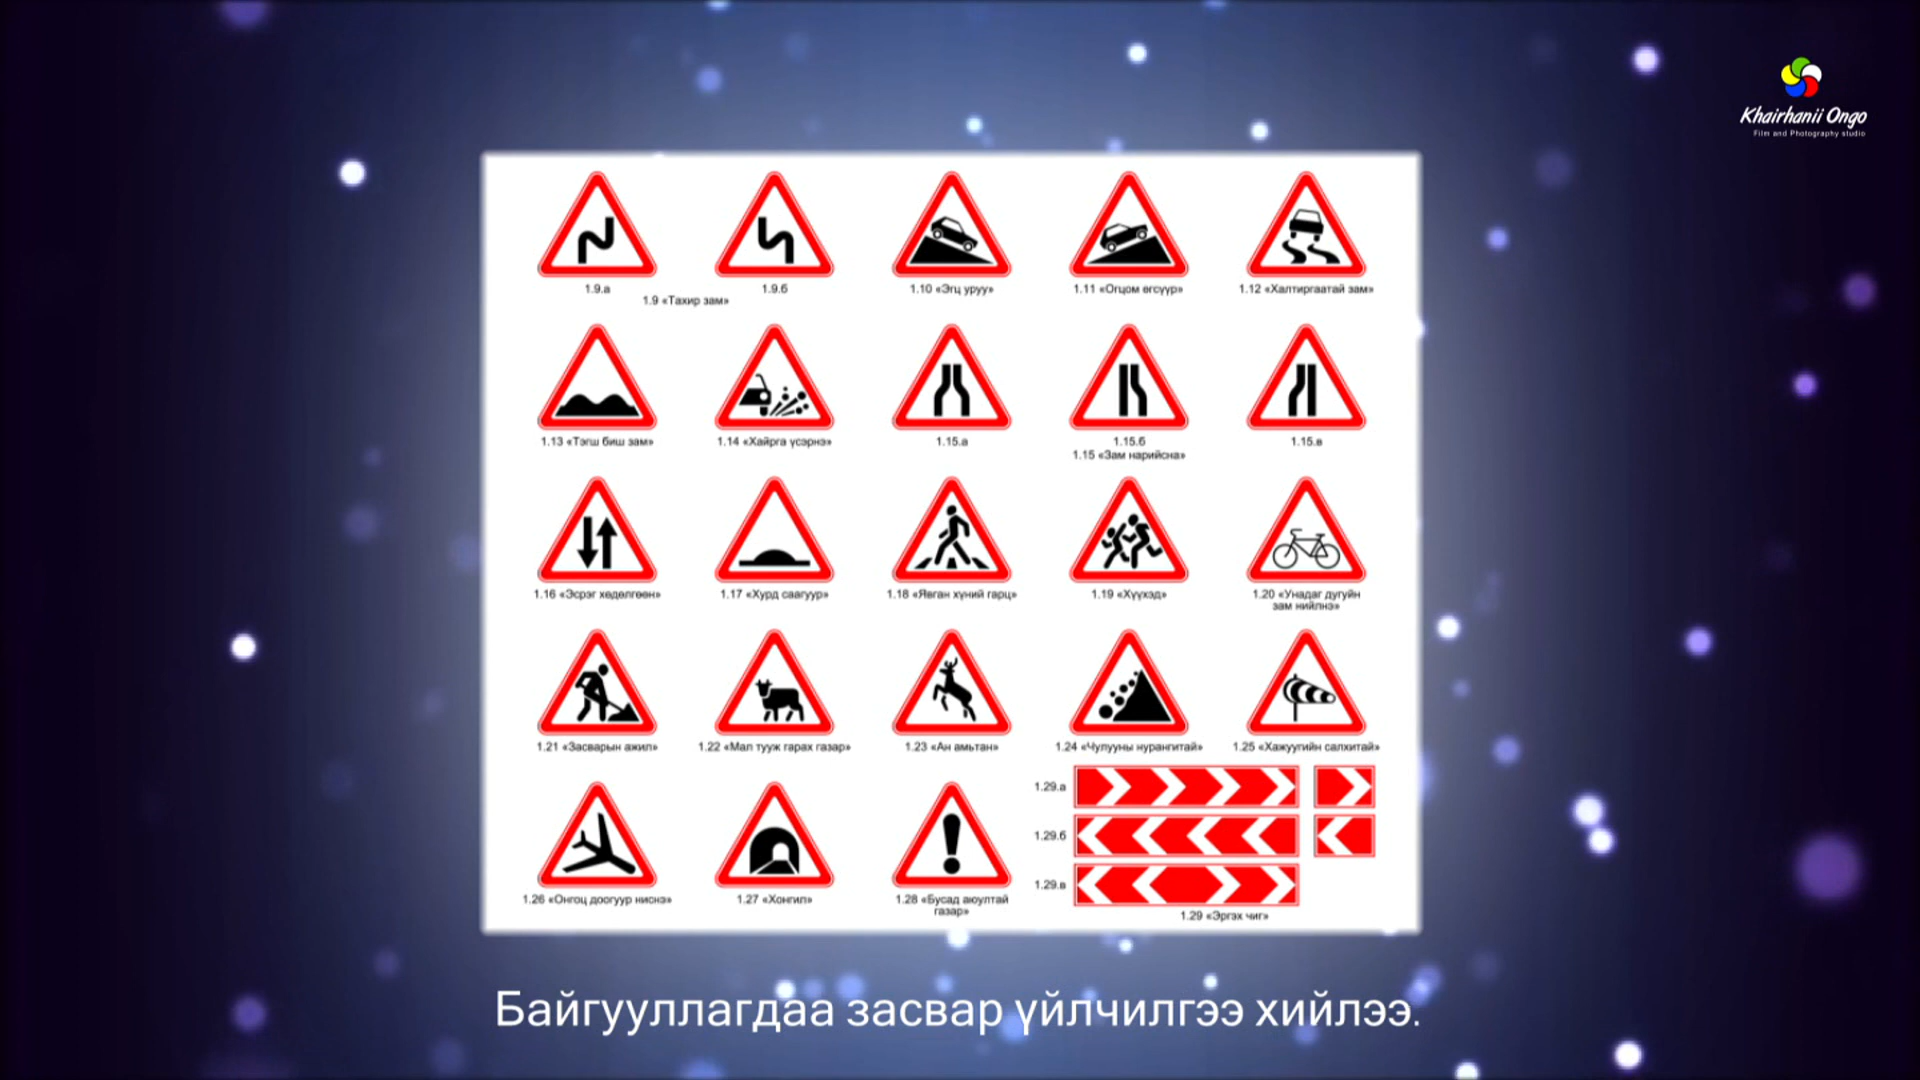 Khairhanii Ongo
Film and Photography studio
1.9.а
1.9.б
1.9 «Тахир зам»
1.10 «Эгц уруу»
1.11 «Огцом өгсүүр»
1.12 «Халтиргаатай зам»
1.13 «Тэгш биш зам»
1.14 «Хайрга үсэрнэ»
1.15.а
1.15.б
1.15.в
1.15 «Зам нарийсна»
1.16 «Эсрэг хөдөлгөөн»
1.17 «Хурд саагуур»
1.18 «Явган хүний гарц»
1.19 «Хүүхэд»
1.20 «Унадаг дугуйн
зам нийлнэ»
1.21 «Засварын ажил»
1.22 «Мал тууж гарах газар»
1.23 «Ан амьтан»
1.24 «Чулууны нурангитай»
1.25 «Хажуугийн салхитай»
1.26 «Онгоц доогуур ниснэ»
1.27 «Хонгил»
1.28 «Бусад аюултай
газар»
1.29.а
1.29.б
1.29.в
1.29 «Эргэх чиг»
Байгууллагдаа засвар үйлчилгээ хийлээ.